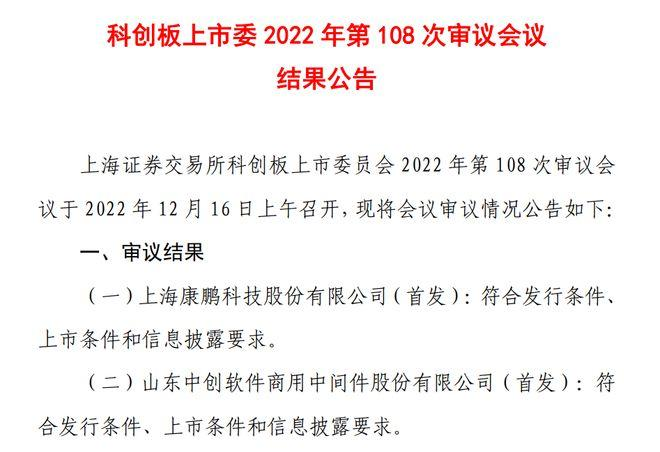 科创板上市委 2022 年第 108 次审议会议
结果公告
上海证券交易所科创板上市委员会 2022 年第 108 次审议会
议于 2022 年 12 月 16 日上午召开，现将会议审议情况公告如下：
一、审议结果
（一）上海康鹏科技股份有限公司（首发）：符合发行条件、
上市条件和信息披露要求。
（二）山东中创软件商用中间件股份有限公司（首发）：符
合发行条件、上市条件和信息披露要求。